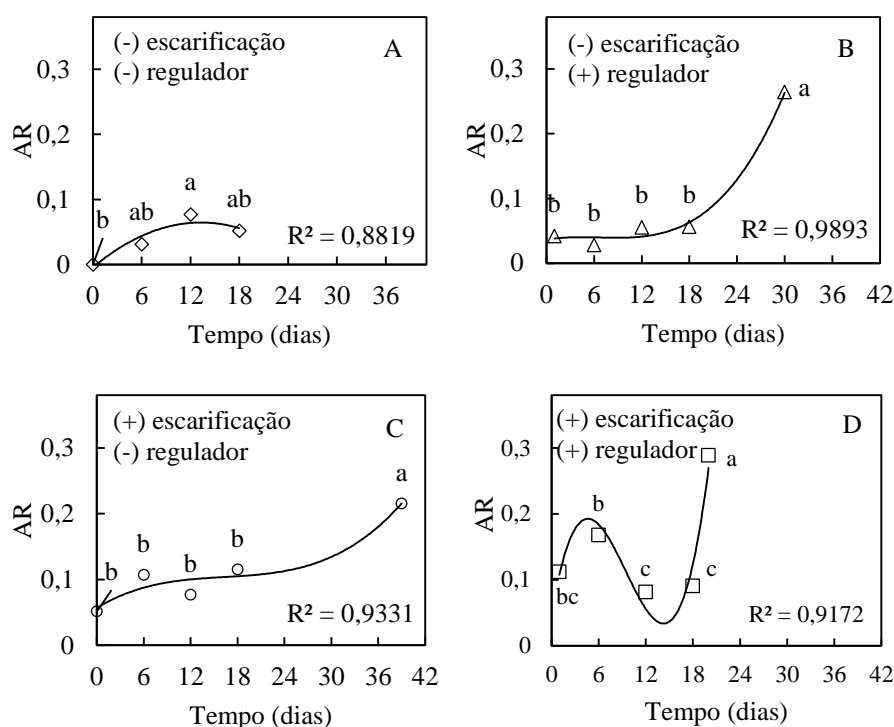 (-) escarificação
(-) regulador
A
0,3
0,2
0,1
0
AR
b
ab
a
ab
R² = 0,8819
0 6 12 18 24 30 36
Tempo (dias)
(-) escarificação
(+) regulador
B
0,3
0,2
0,1
0
AR
b
b
b
b
a
R² = 0,9893
0 6 12 18 24 30 36 42
Tempo (dias)
(+) escarificação
(-) regulador
C
0,3
0,2
0,1
0
AR
b
b
b
b
a
R² = 0,9331
0 6 12 18 24 30 36 42
Tempo (dias)
(+) escarificação
(+) regulador
D
0,3
0,2
0,1
0
AR
bc
b
c
c
a
R² = 0,9172
0 6 12 18 24 30 36 42
Tempo (dias)